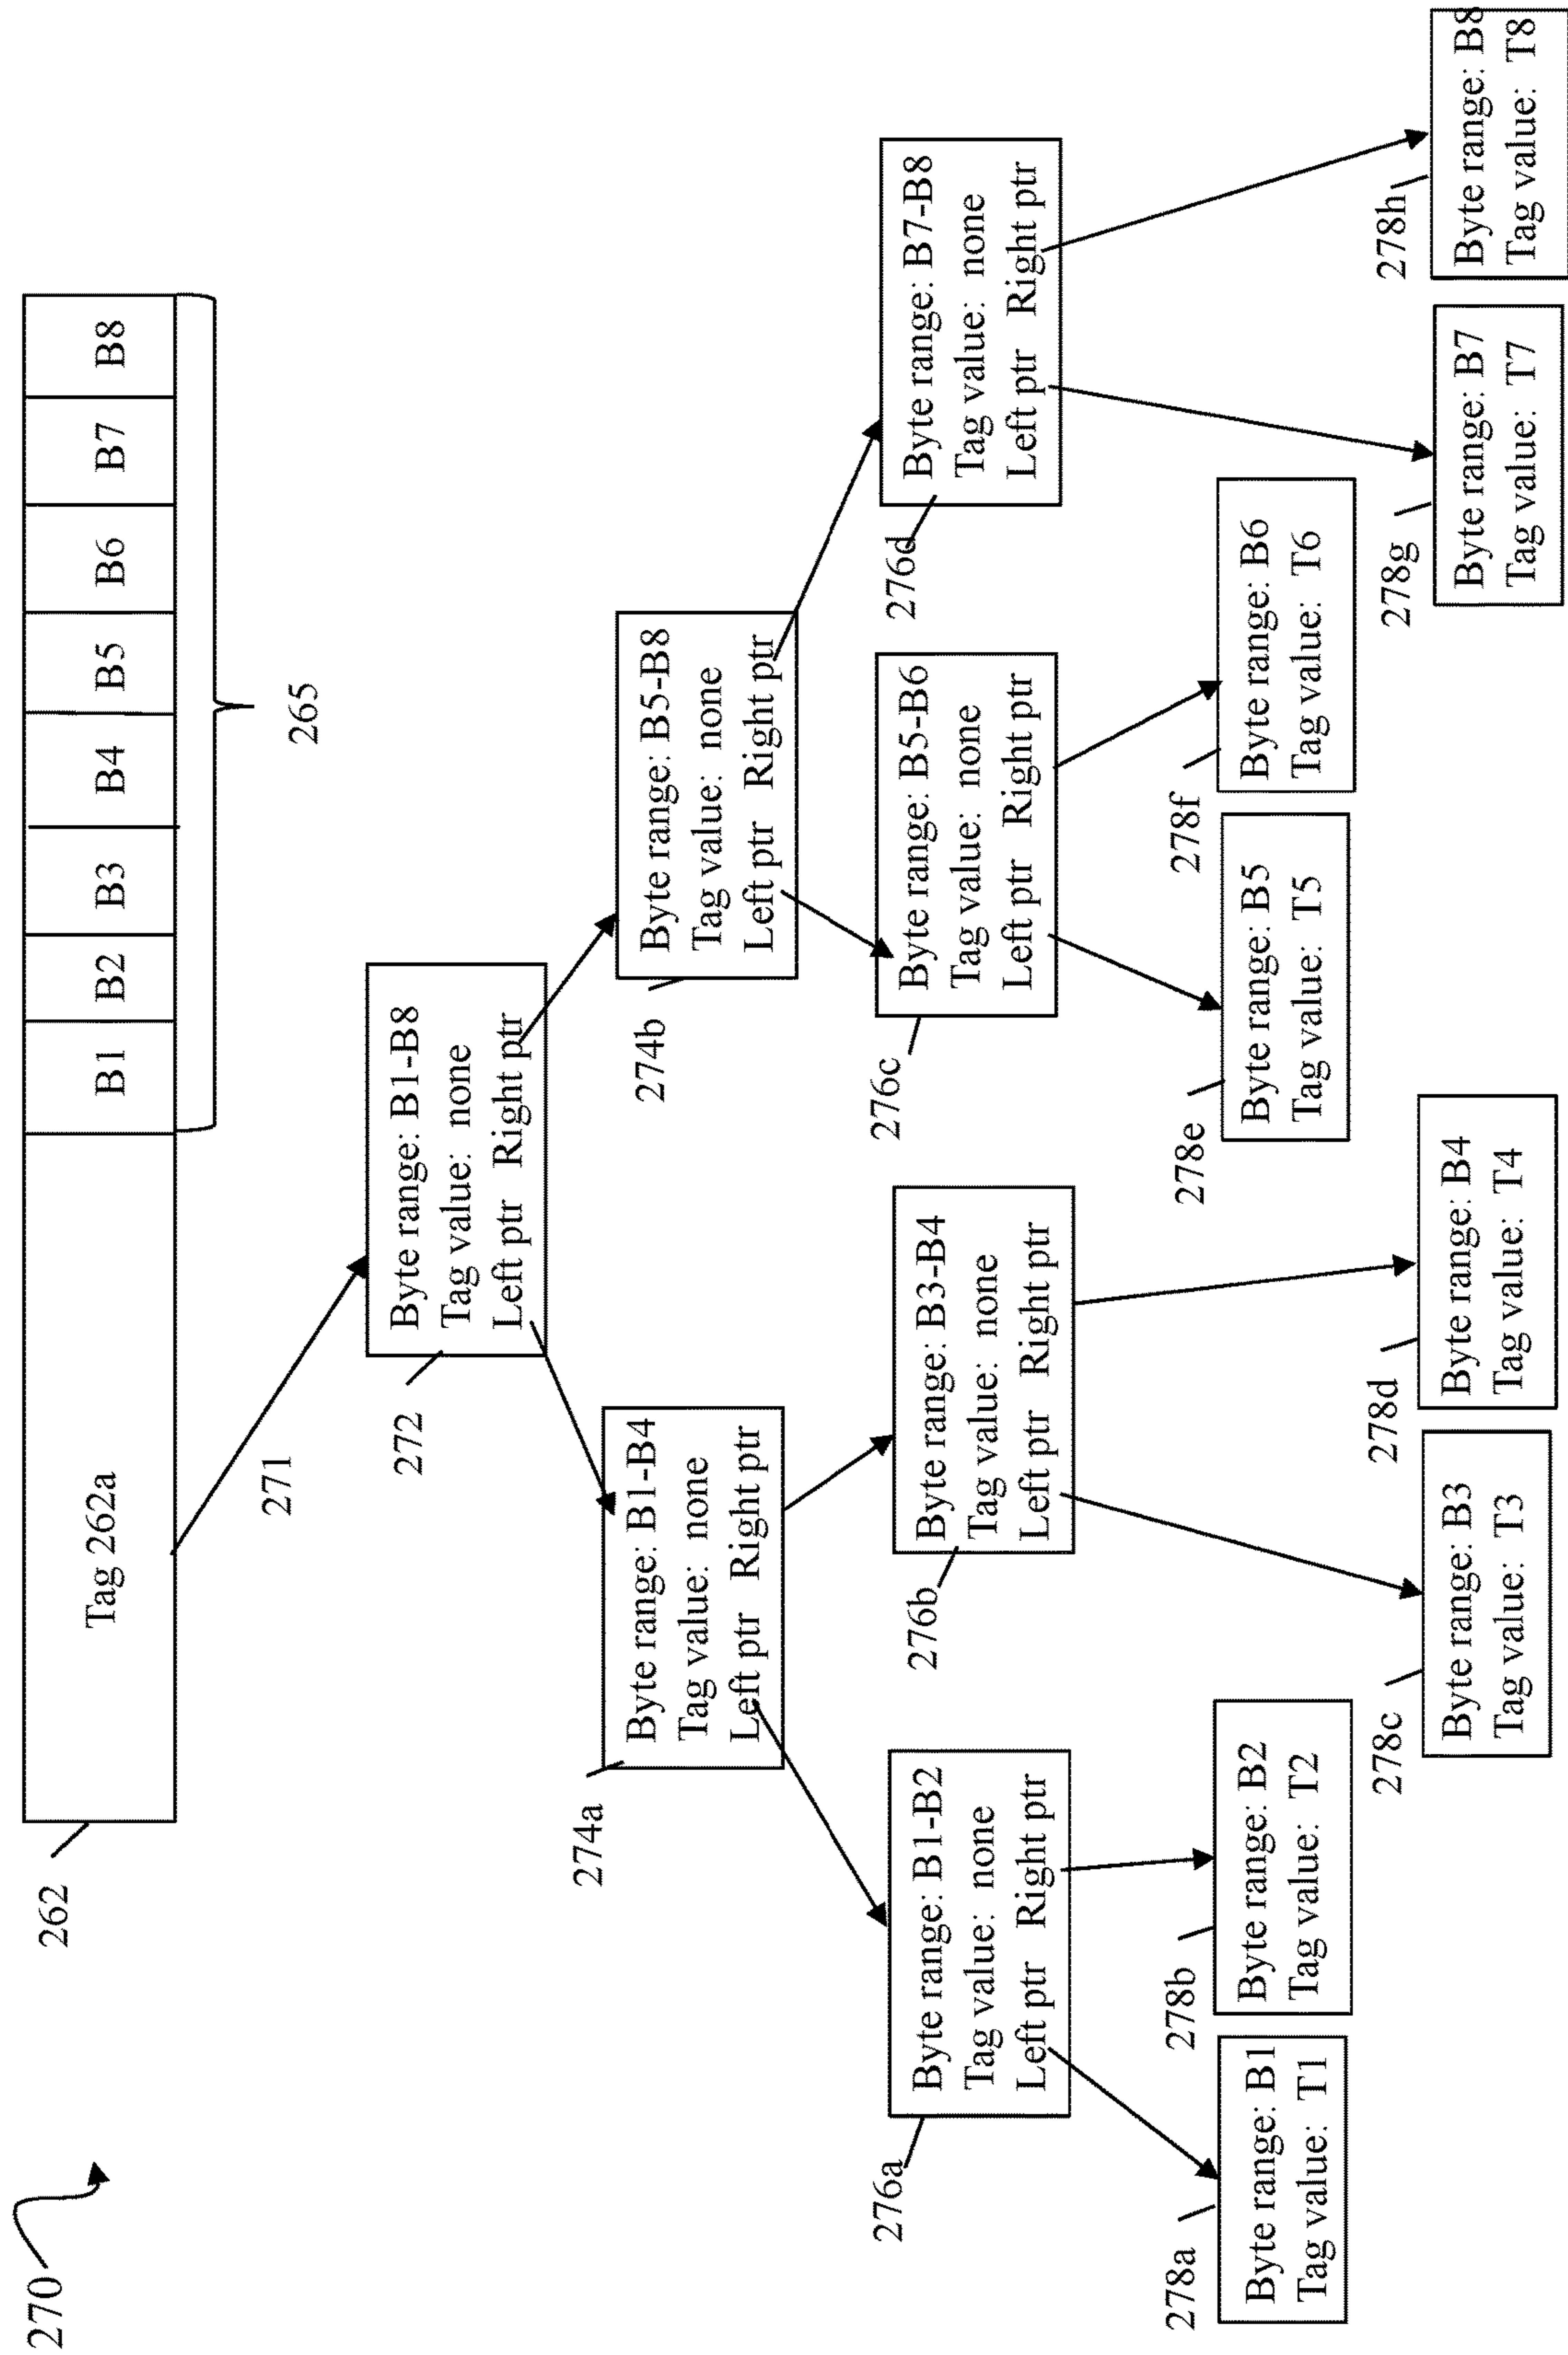 270
262
Tag 262a
B1
B2
B3
B4
B5
B6
B7
B8
265
271
272
Byte range: B1-B8
Tag value: none
Left ptr Right ptr
274a
Byte range: B1-B4
Tag value: none
Left ptr Right ptr
274b
Byte range: B5-B8
Tag value: none
Left ptr Right ptr
276a
Byte range: B1-B2
Tag value: none
Left ptr Right ptr
276b
Byte range: B3-B4
Tag value: none
Left ptr Right ptr
276c
Byte range: B5-B6
Tag value: none
Left ptr Right ptr
276d
Byte range: B7-B8
Tag value: none
Left ptr Right ptr
278a
Byte range: B1
Tag value: T1
278b
Byte range: B2
Tag value: T2
278c
Byte range: B3
Tag value: T3
278d
Byte range: B4
Tag value: T4
278e
Byte range: B5
Tag value: T5
278f
Byte range: B6
Tag value: T6
278g
Byte range: B7
Tag value: T7
278h
Byte range: B8
Tag value: T8